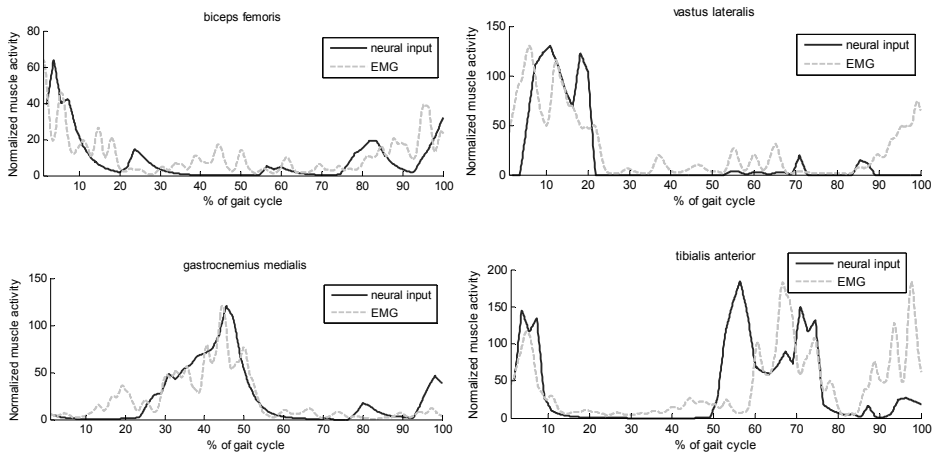 biceps femoris
80
60
40
20
0
Normalized muscle activity
neural input
EMG
10 20 30 40 50 60 70 80 90 100
% of gait cycle
vastus lateralis
150
100
50
0
Normalized muscle activity
neural input
EMG
10 20 30 40 50 60 70 80 90 100
% of gait cycle
gastrocnemius medialis
150
100
50
0
Normalized muscle activity
neural input
EMG
10 20 30 40 50 60 70 80 90 100
% of gait cycle
tibialis anterior
200
150
100
50
0
Normalized muscle activity
neural input
EMG
10 20 30 40 50 60 70 80 90 100
% of gait cycle